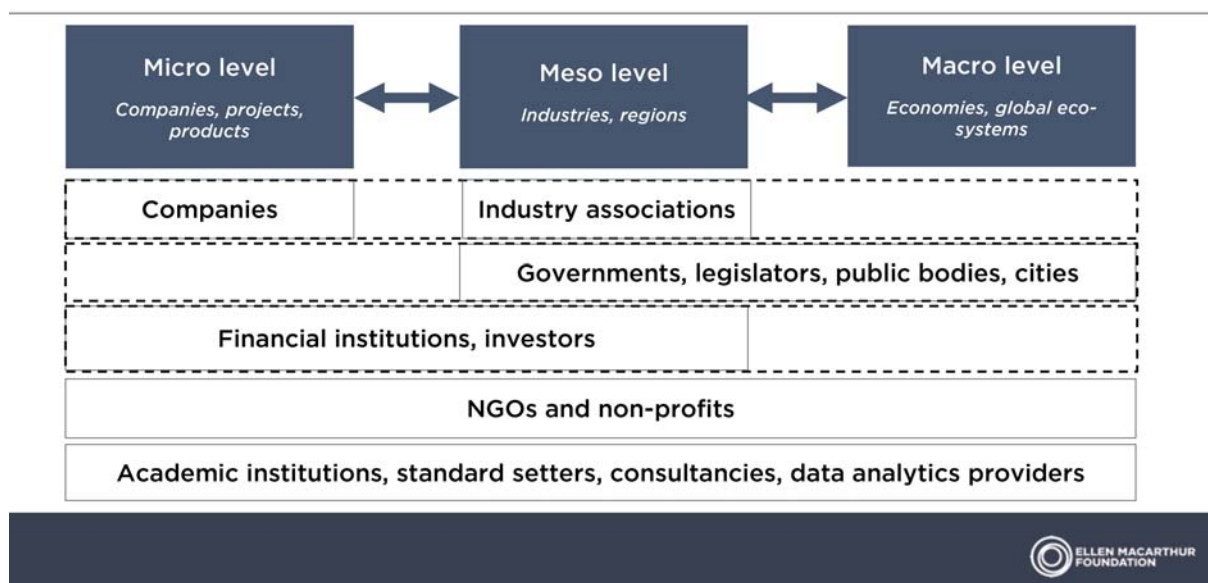 Micro level
Companies, projects,
products
Meso level
Industries, regions
Macro level
Economies, global eco-
systems
Companies
Industry associations
Governments, legislators, public bodies, cities
Financial institutions, investors
NGOs and non-profits
Academic institutions, standard setters, consultancies, data analytics providers
ELLEN MACARTHUR
FOUNDATION